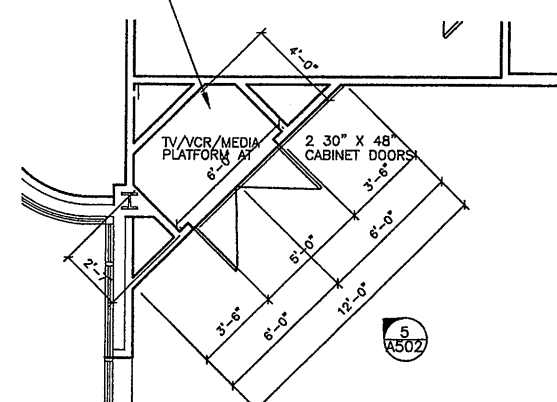 4'-0"
TV/VCR/MEDIA
PLATFORM AT
2 30" X 48"
CABINET DOORS
6'-0"
3'-6"
6'-0"
5'-0"
12'-0"
2'-7
3'-6"
6'-0"
5
A502